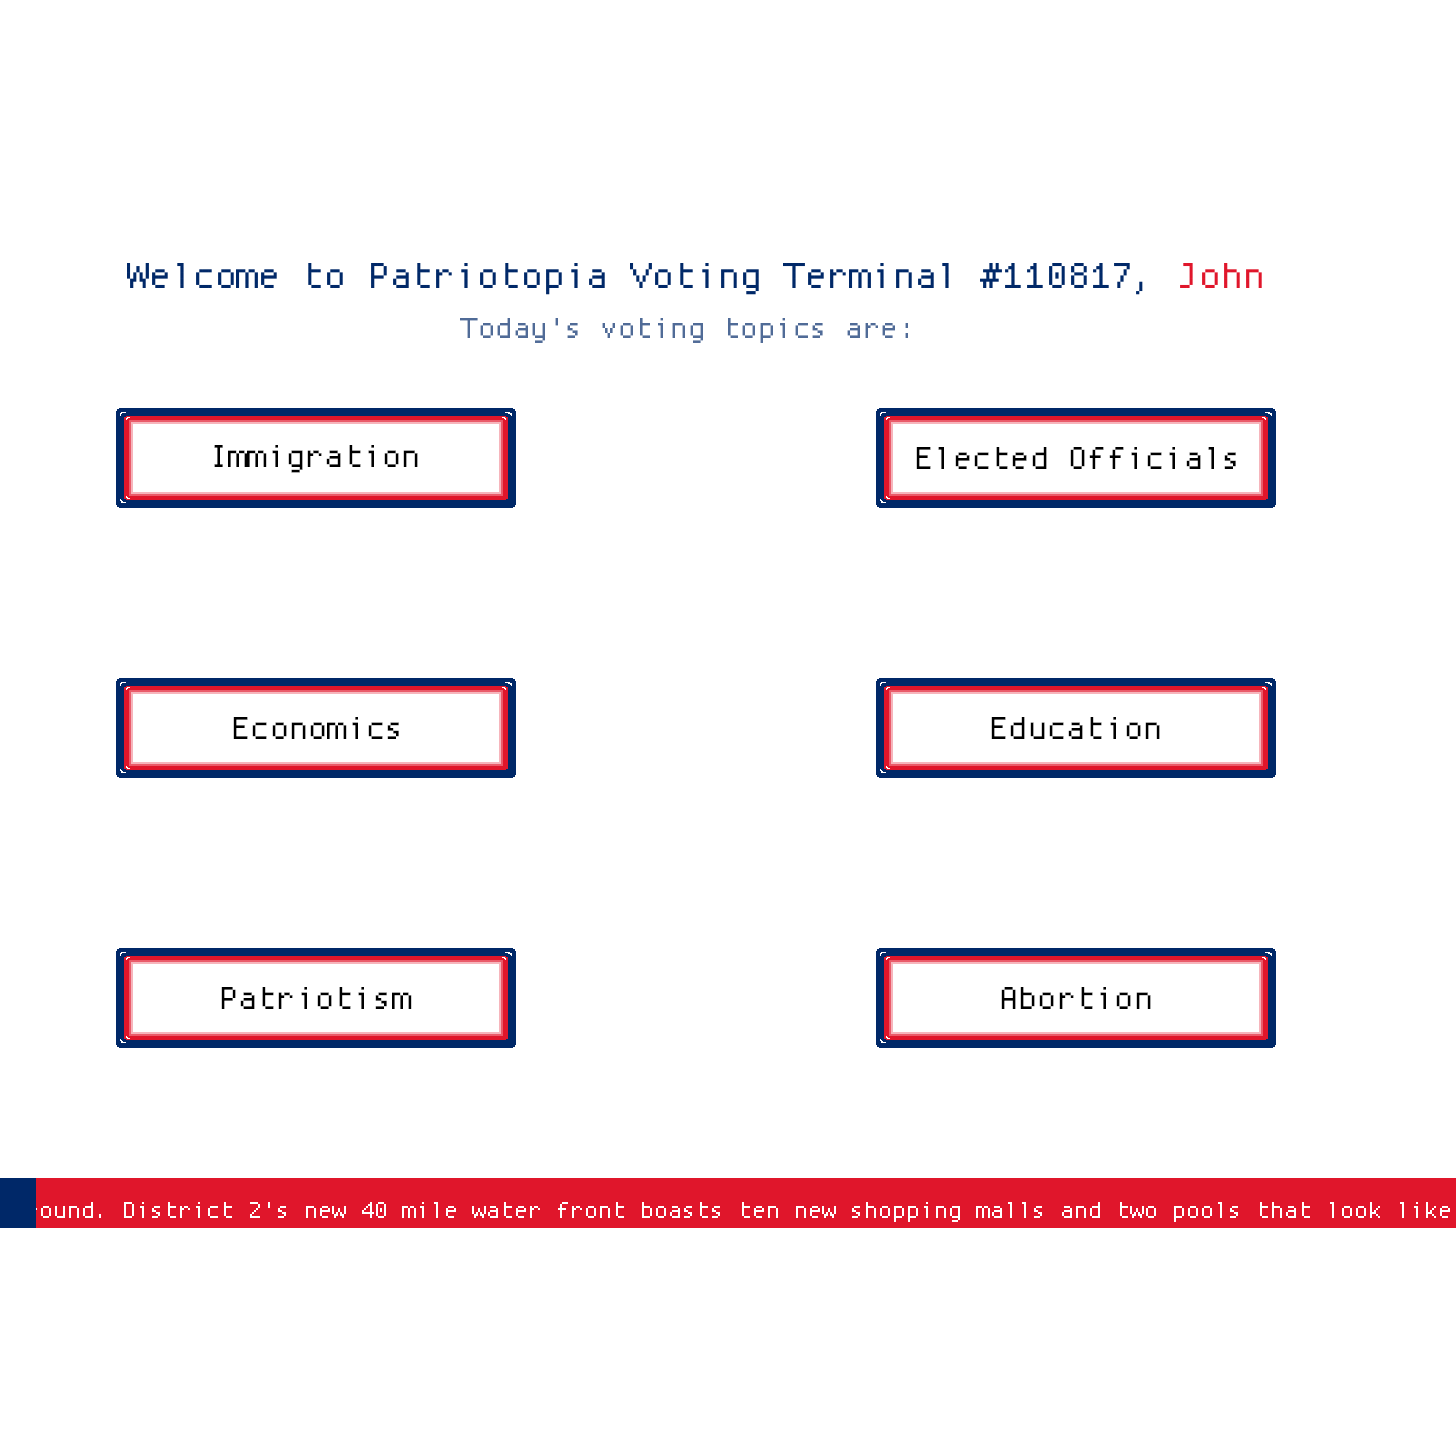 Welcome to Patriotopia Voting Terminal #110817, John
Today's voting topics are:
Immigration
Elected Officials
Economics
Education
Patriotism
Abortion
ound. District 2's new 40 mile water front boasts ten new shopping malls and two pools that look like